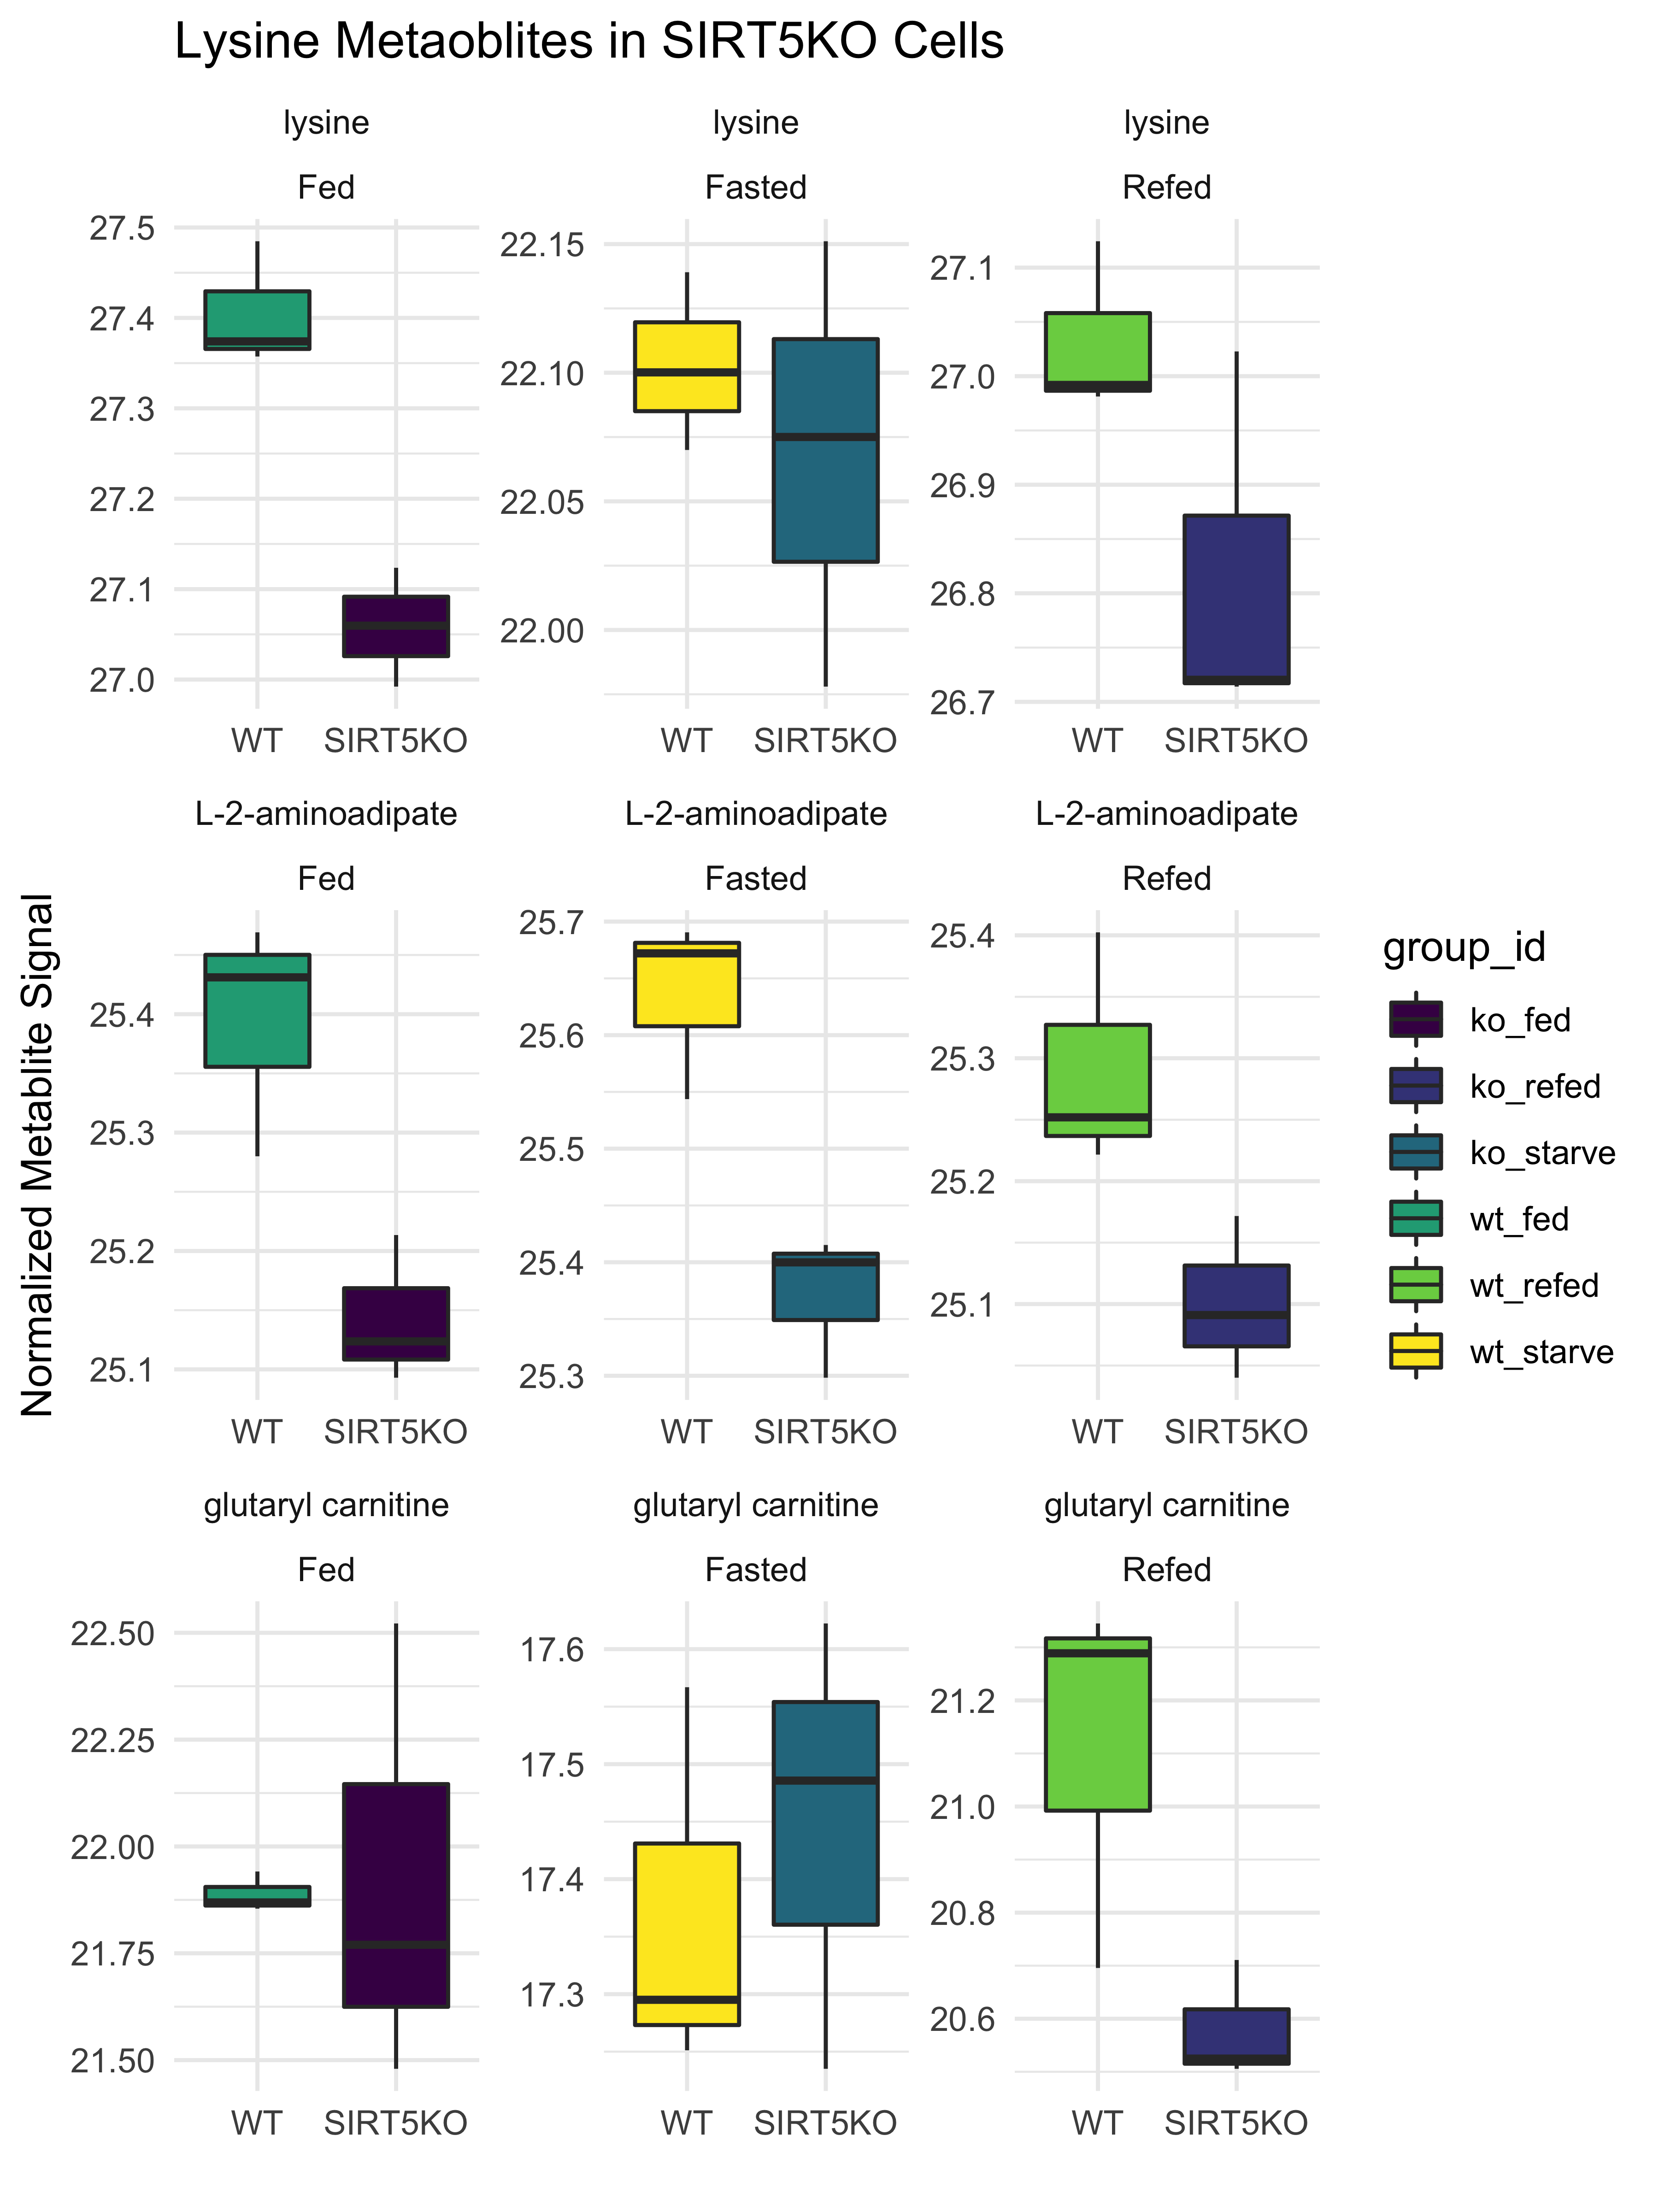 Lysine Metaoblites in SIRT5KO Cells
lysine lysine lysine
Fed Fasted Refed
27.5
27.4
27.3
27.2
27.1
27.0
22.15
22.10
22.05
22.00
27.1
27.0
26.9
26.8
26.7
WT SIRT5KO WT SIRT5KO WT SIRT5KO
L-2-aminoadipate L-2-aminoadipate L-2-aminoadipate
Fed Fasted Refed
25.4
25.3
25.2
25.1
25.7
25.6
25.5
25.4
25.3
25.4
25.3
25.2
25.1
WT SIRT5KO WT SIRT5KO WT SIRT5KO
glutaryl carnitine glutaryl carnitine glutaryl carnitine
Fed Fasted Refed
22.50
22.25
22.00
21.75
21.50
17.6
17.5
17.4
17.3
21.2
21.0
20.8
20.6
WT SIRT5KO WT SIRT5KO WT SIRT5KO
Normalized Metablite Signal
group_id
ko_fed
ko_refed
ko_starve
wt_fed
wt_refed
wt_starve